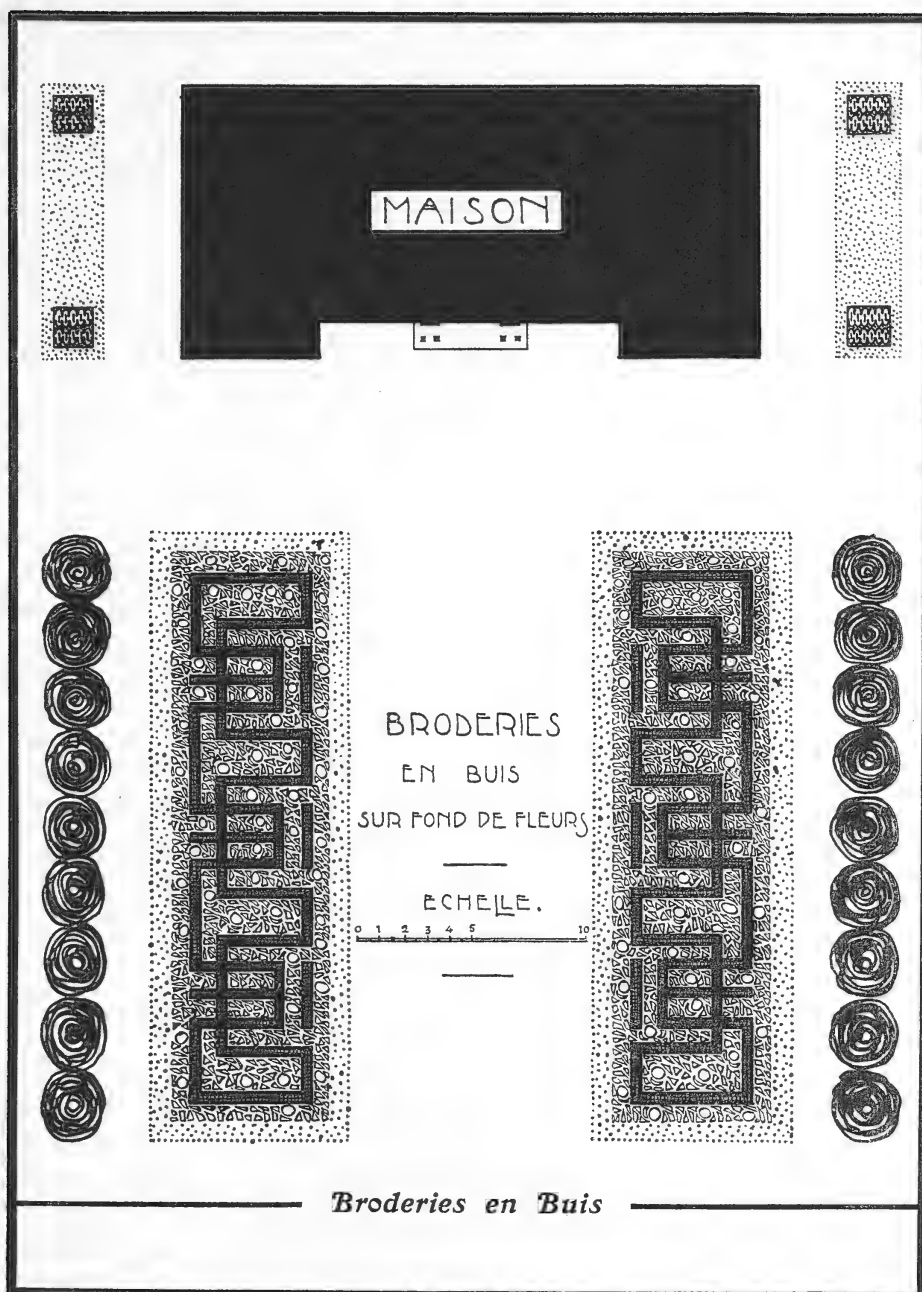 MAISON
BRODERIES
EN BUIS
SUR FOND DE FLEURS
ECHELLE.
0 1 2 3 4 5 10
Broderies en Buis